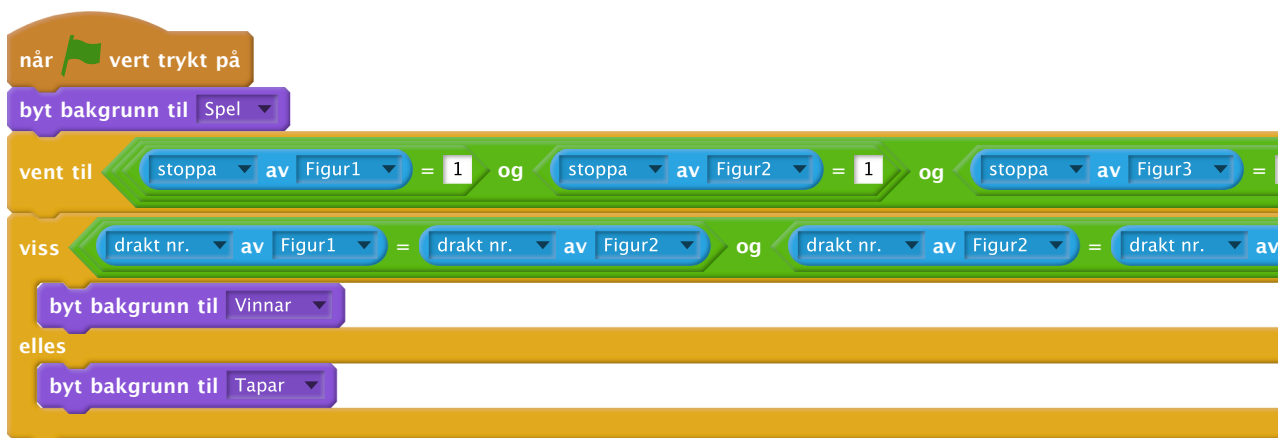 når vert trykt på
byt bakgrunn til Spel
vent til stoppa av Figur1 = 1 og stoppa av Figur2 = 1 og stoppa av Figur3 =
viss drakt nr. av Figur1 = drakt nr. av Figur2 og drakt nr. av Figur2 = drakt nr. av
byt bakgrunn til Vinnar
elles
byt bakgrunn til Tapar